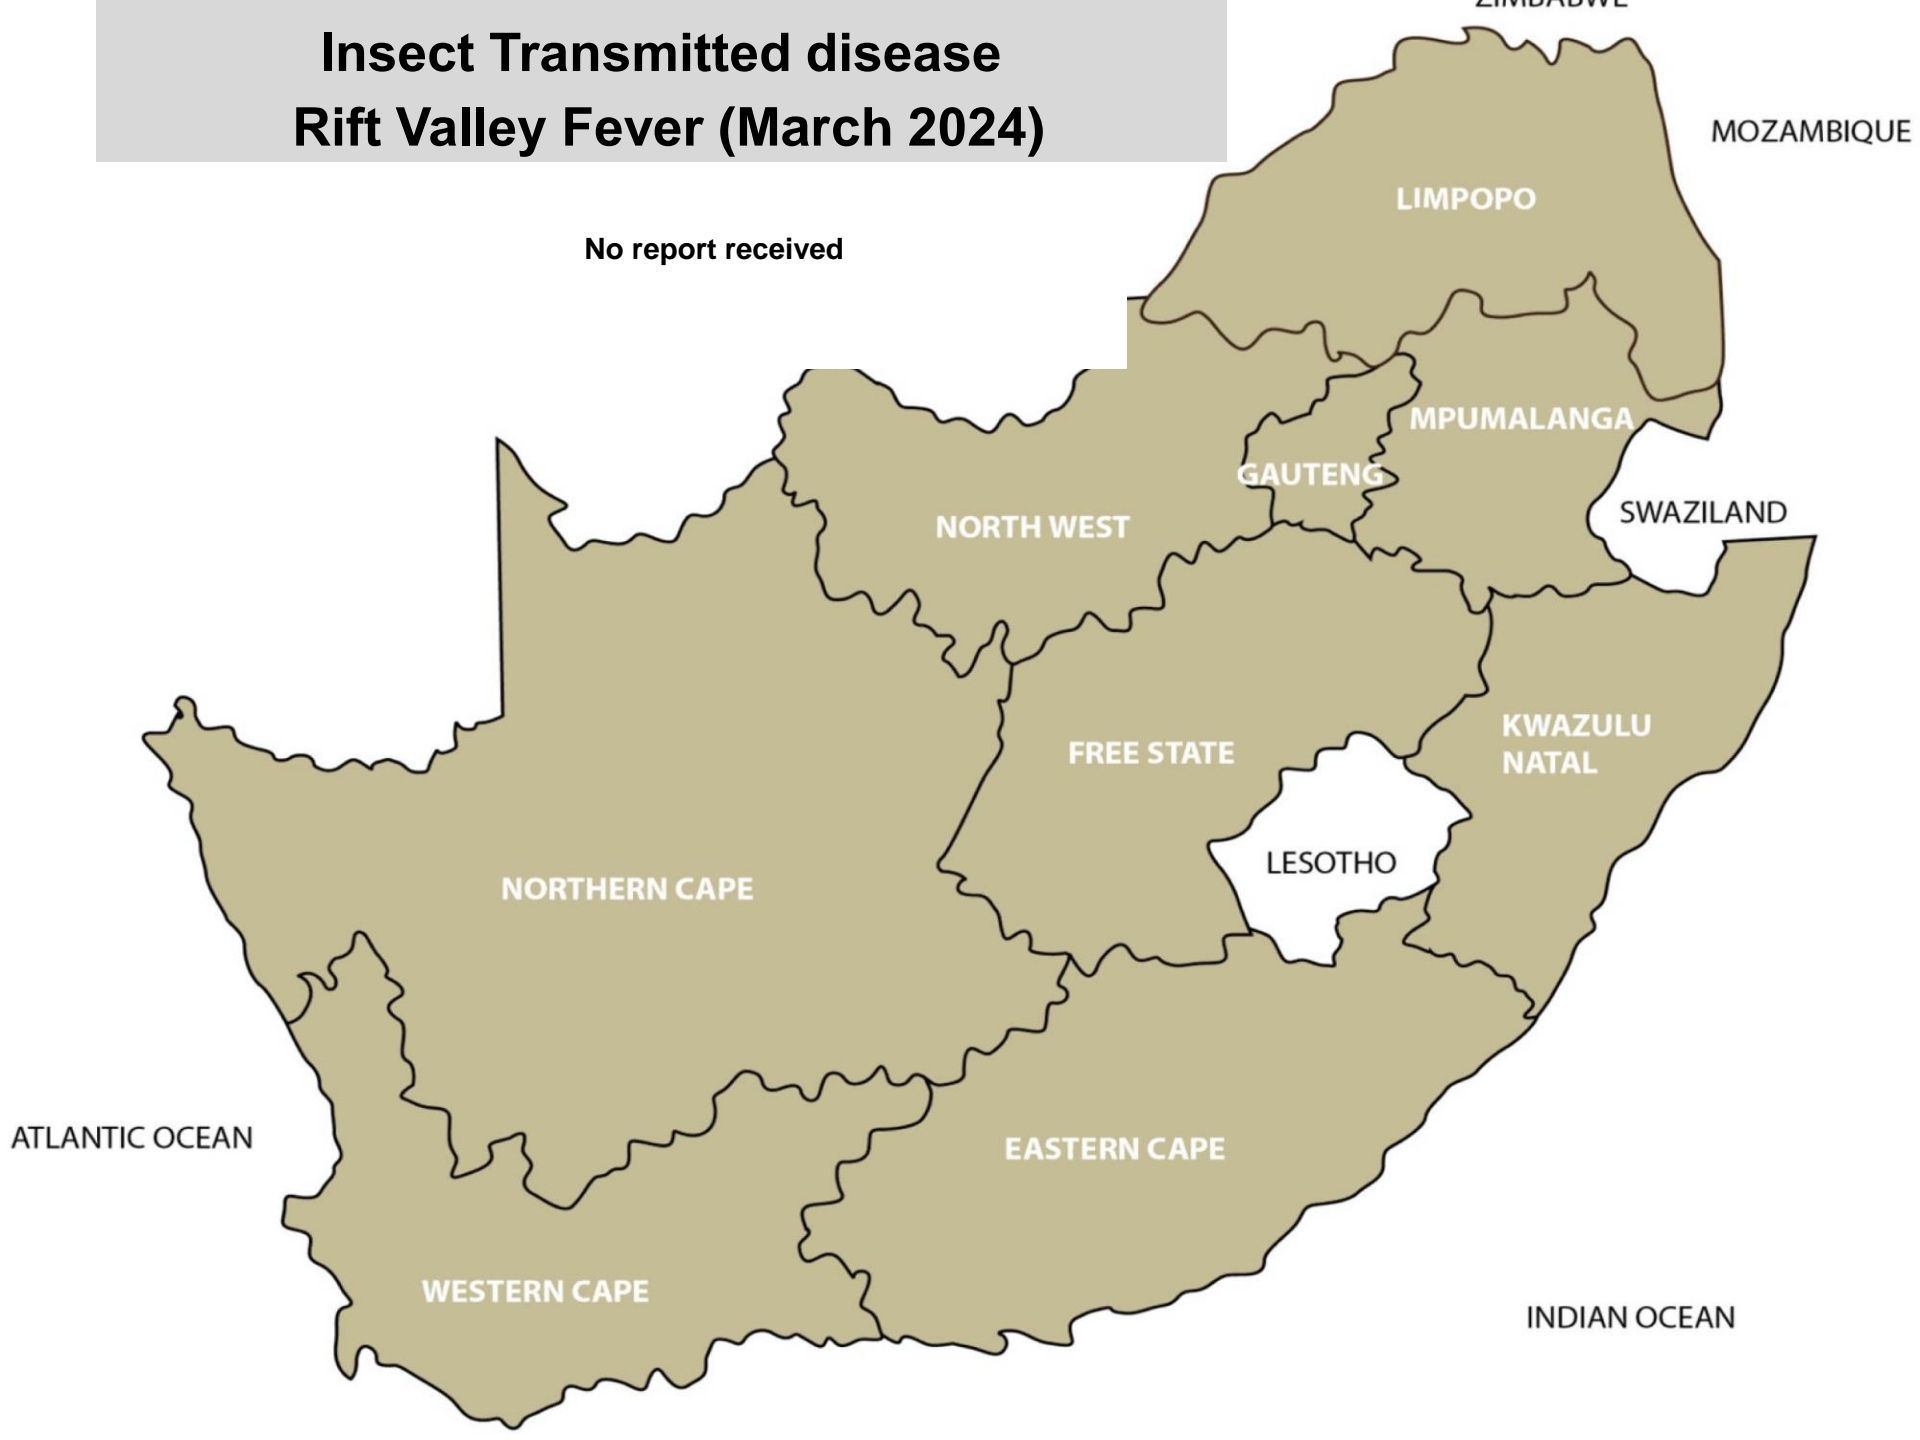 ZIMBABWE
Insect Transmitted disease
Rift Valley Fever (March 2024)
MOZAMBIQUE
LIMPOPO
No report received
MPUMALANGA
GAUTENG
SWAZILAND
NORTH WEST
KWAZULU
NATAL
FREE STATE
LESOTHO
NORTHERN CAPE
ATLANTIC OCEAN
EASTERN CAPE
WESTERN CAPE
INDIAN OCEAN